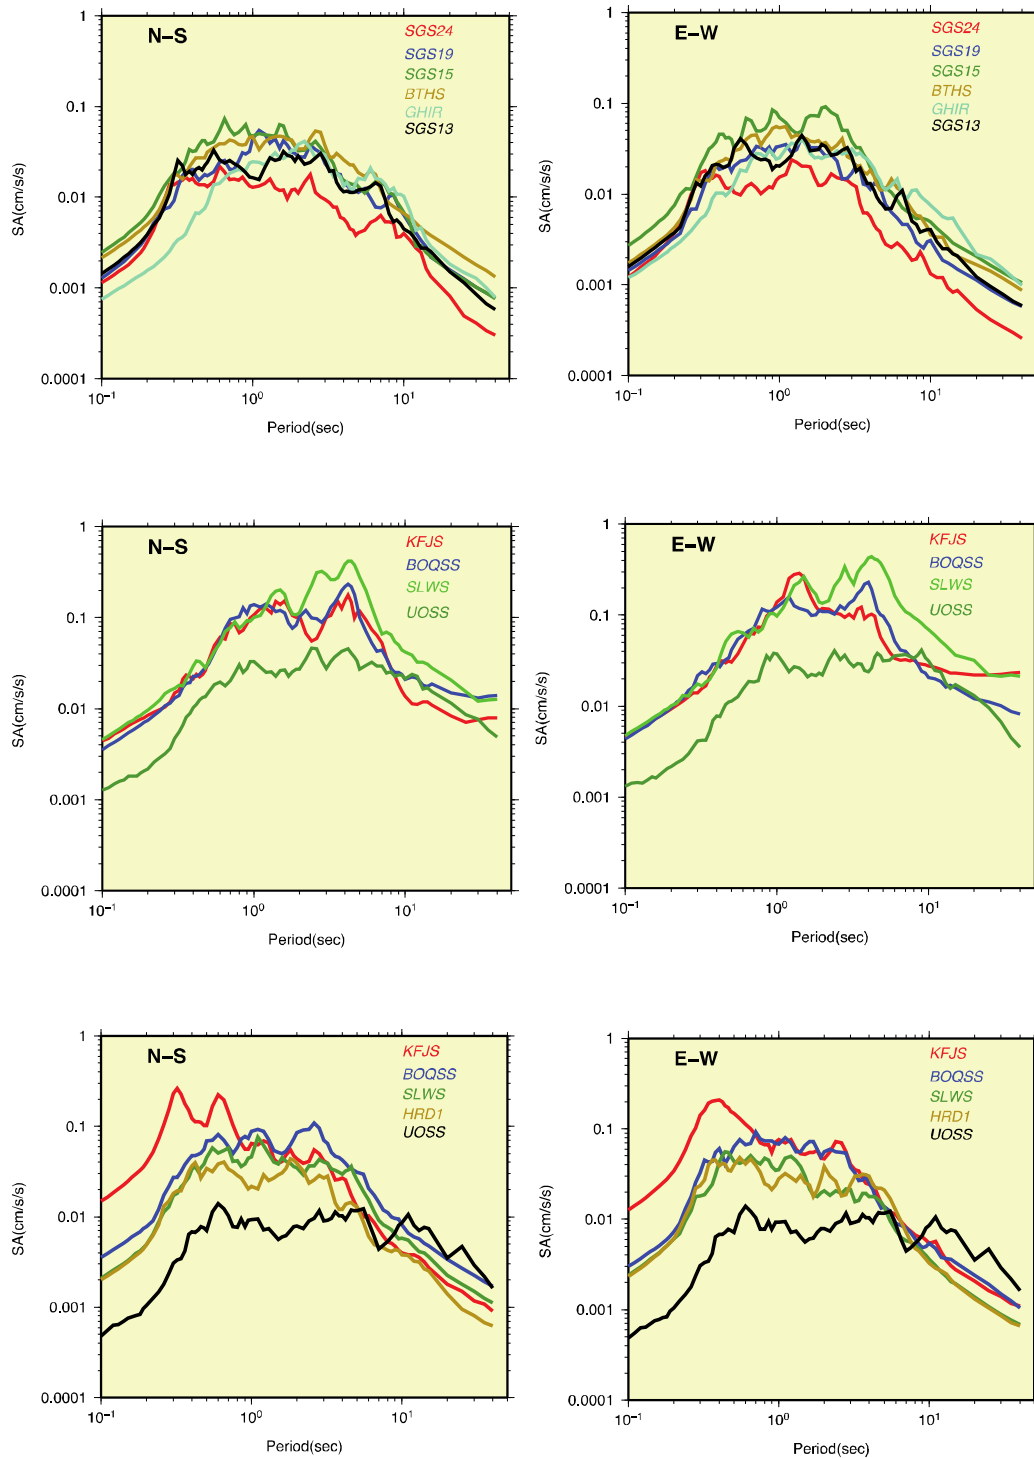 N–S
SGS24
SGS19
SGS15
BTHS
GHIR
SGS13
1
0.1
0.01
0.001
0.0001
SA(cm/s/s)
10⁻¹
10⁰
10¹
Period(sec)
E–W
SGS24
SGS19
SGS15
BTHS
GHIR
SGS13
1
0.1
0.01
0.001
0.0001
SA(cm/s/s)
10⁻¹
10⁰
10¹
Period(sec)
N–S
KFJS
BOQSS
SLWS
UOSS
1
0.1
0.01
0.001
0.0001
SA(cm/s/s)
10⁻¹
10⁰
10¹
Period(sec)
E–W
KFJS
BOQSS
SLWS
UOSS
1
0.1
0.01
0.001
0.0001
SA(cm/s/s)
10⁻¹
10⁰
10¹
Period(sec)
N–S
KFJS
BOQSS
SLWS
HRD1
UOSS
1
0.1
0.01
0.001
0.0001
SA(cm/s/s)
10⁻¹
10⁰
10¹
Period(sec)
E–W
KFJS
BOQSS
SLWS
HRD1
UOSS
1
0.1
0.01
0.001
0.0001
SA(cm/s/s)
10⁻¹
10⁰
10¹
Period(sec)